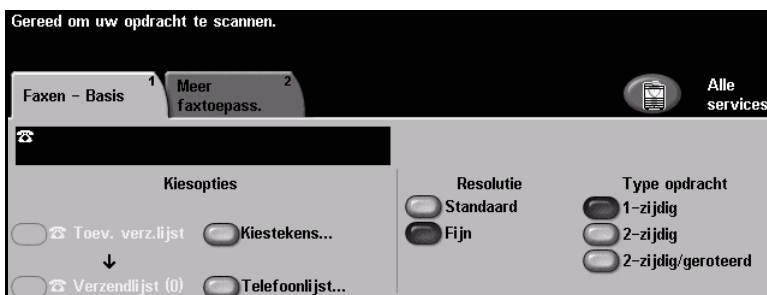 Gereed om uw opdracht te scannen.
Faxen - Basis 1
Meer 2
faxtoepass.
Alle
services
Kiesopties
Toev. verz.lijst
Kiestekens...
Verzendlijst (0)
Telefoonlijst...
Resolutie
Standaard
Fijn
Type opdracht
1-zijdig
2-zijdig
2-zijdig/geroteerd